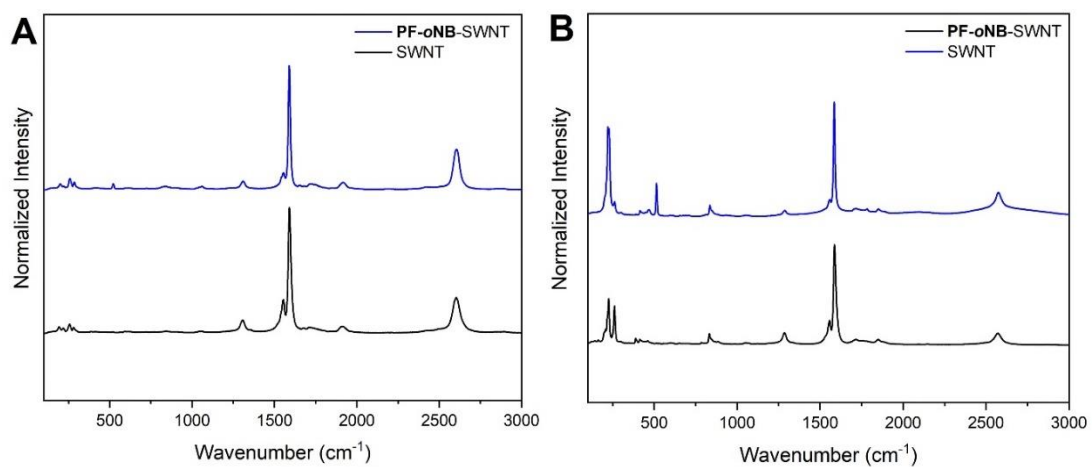 A
PF-oNB-SWNT
SWNT
Normalized Intensity
500 1000 1500 2000 2500 3000
Wavenumber (cm⁻¹)
B
PF-oNB-SWNT
SWNT
Normalized Intensity
500 1000 1500 2000 2500 3000
Wavenumber (cm⁻¹)